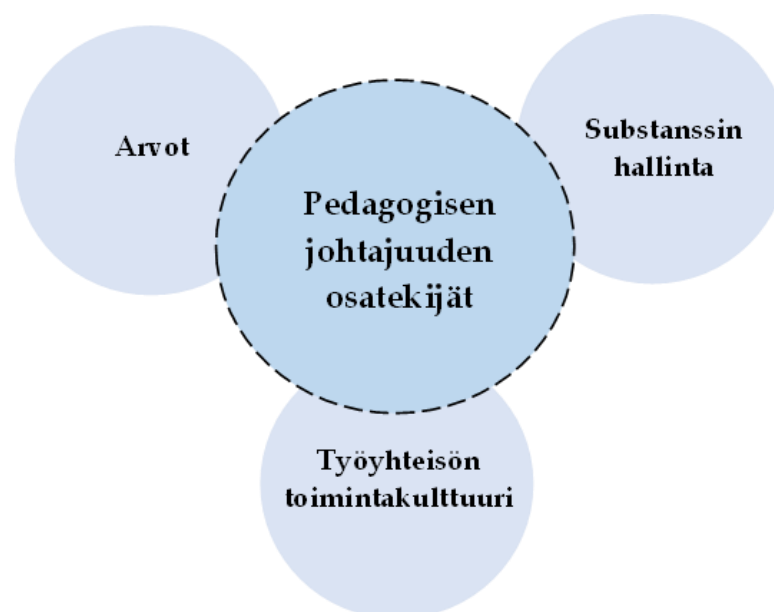 Arvot
Substanssin
hallinta
Pedagogisen
johtajuuden
osatekijät
Työyhteisön
toimintakulttuuri